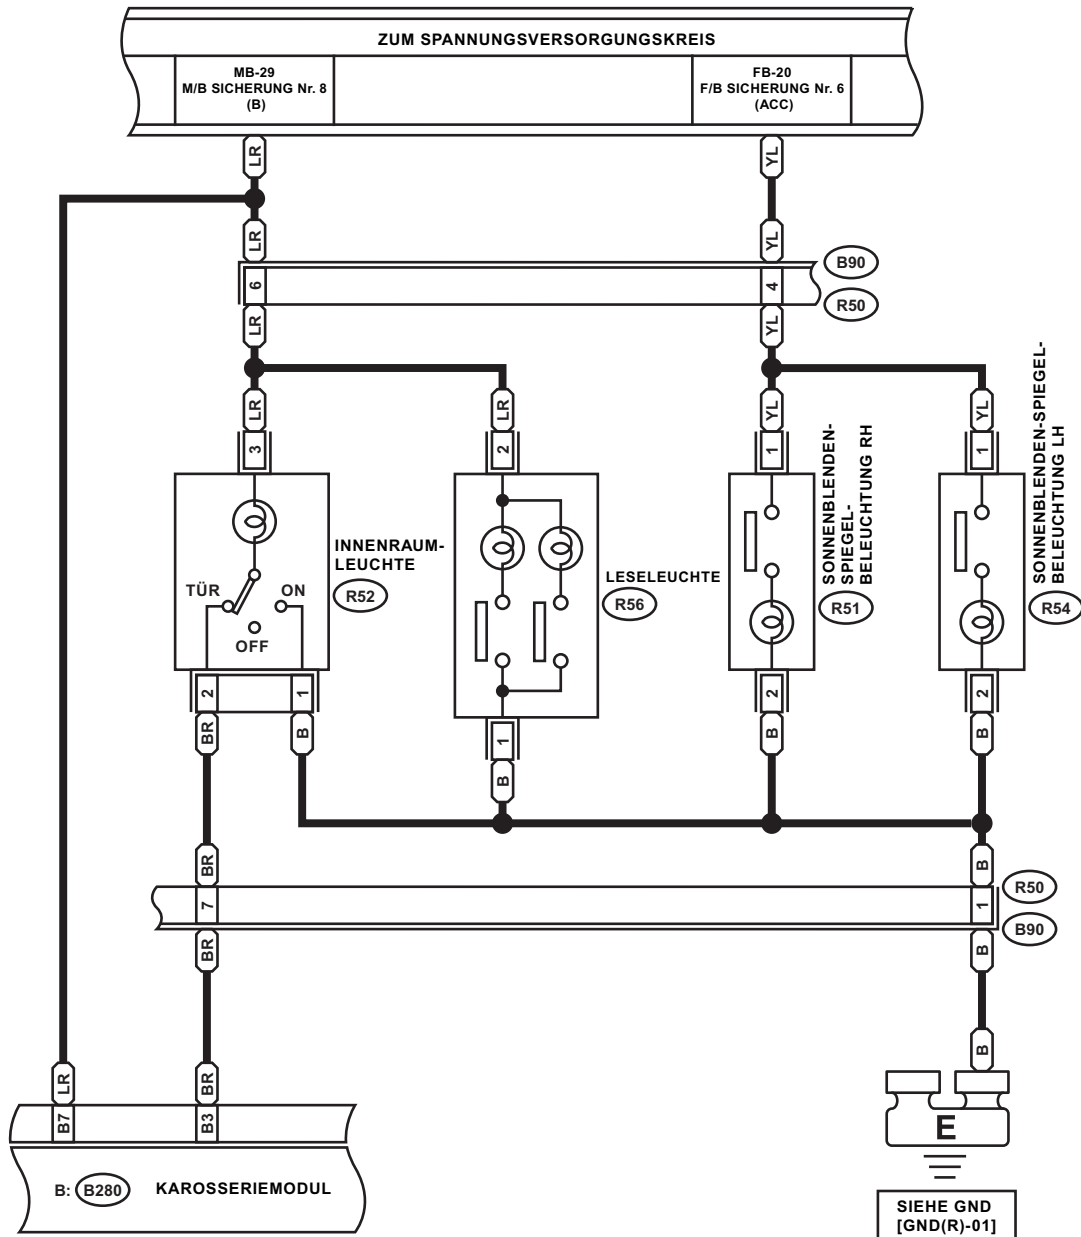 ZUM SPANNUNGSVERSORGUNGSKREIS
MB-29
M/B SICHERUNG Nr. 8
(B)
FB-20
F/B SICHERUNG Nr. 6
(ACC)
LR
YL
LR
YL
B90
6
4
R50
LR
YL
LR
LR
YL
YL
3
2
1
1
SONNENBLENDEN-
SPIEGEL-
BELEUCHTUNG RH
R51
SONNENBLENDEN-SPIEGEL-
BELEUCHTUNG LH
R54
INNENRAUM-
LEUCHTE
R52
TÜR
ON
OFF
LESELEUCHTE
R56
2
1
1
2
2
BR
B
B
B
B
BR
B
R50
7
1
B90
BR
B
LR
BR
B
B7
B3
E
B: B280 KAROSSERIEMODUL
SIEHE GND
[GND(R)-01]